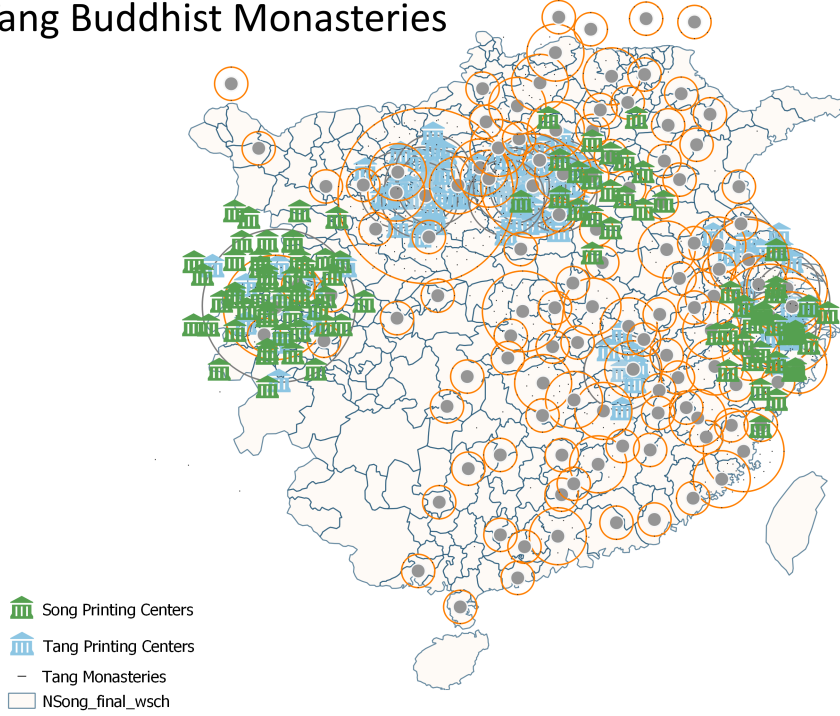 ang Buddhist Monasteries
Song Printing Centers
Tang Printing Centers
Tang Monasteries
NSong_final_wsch